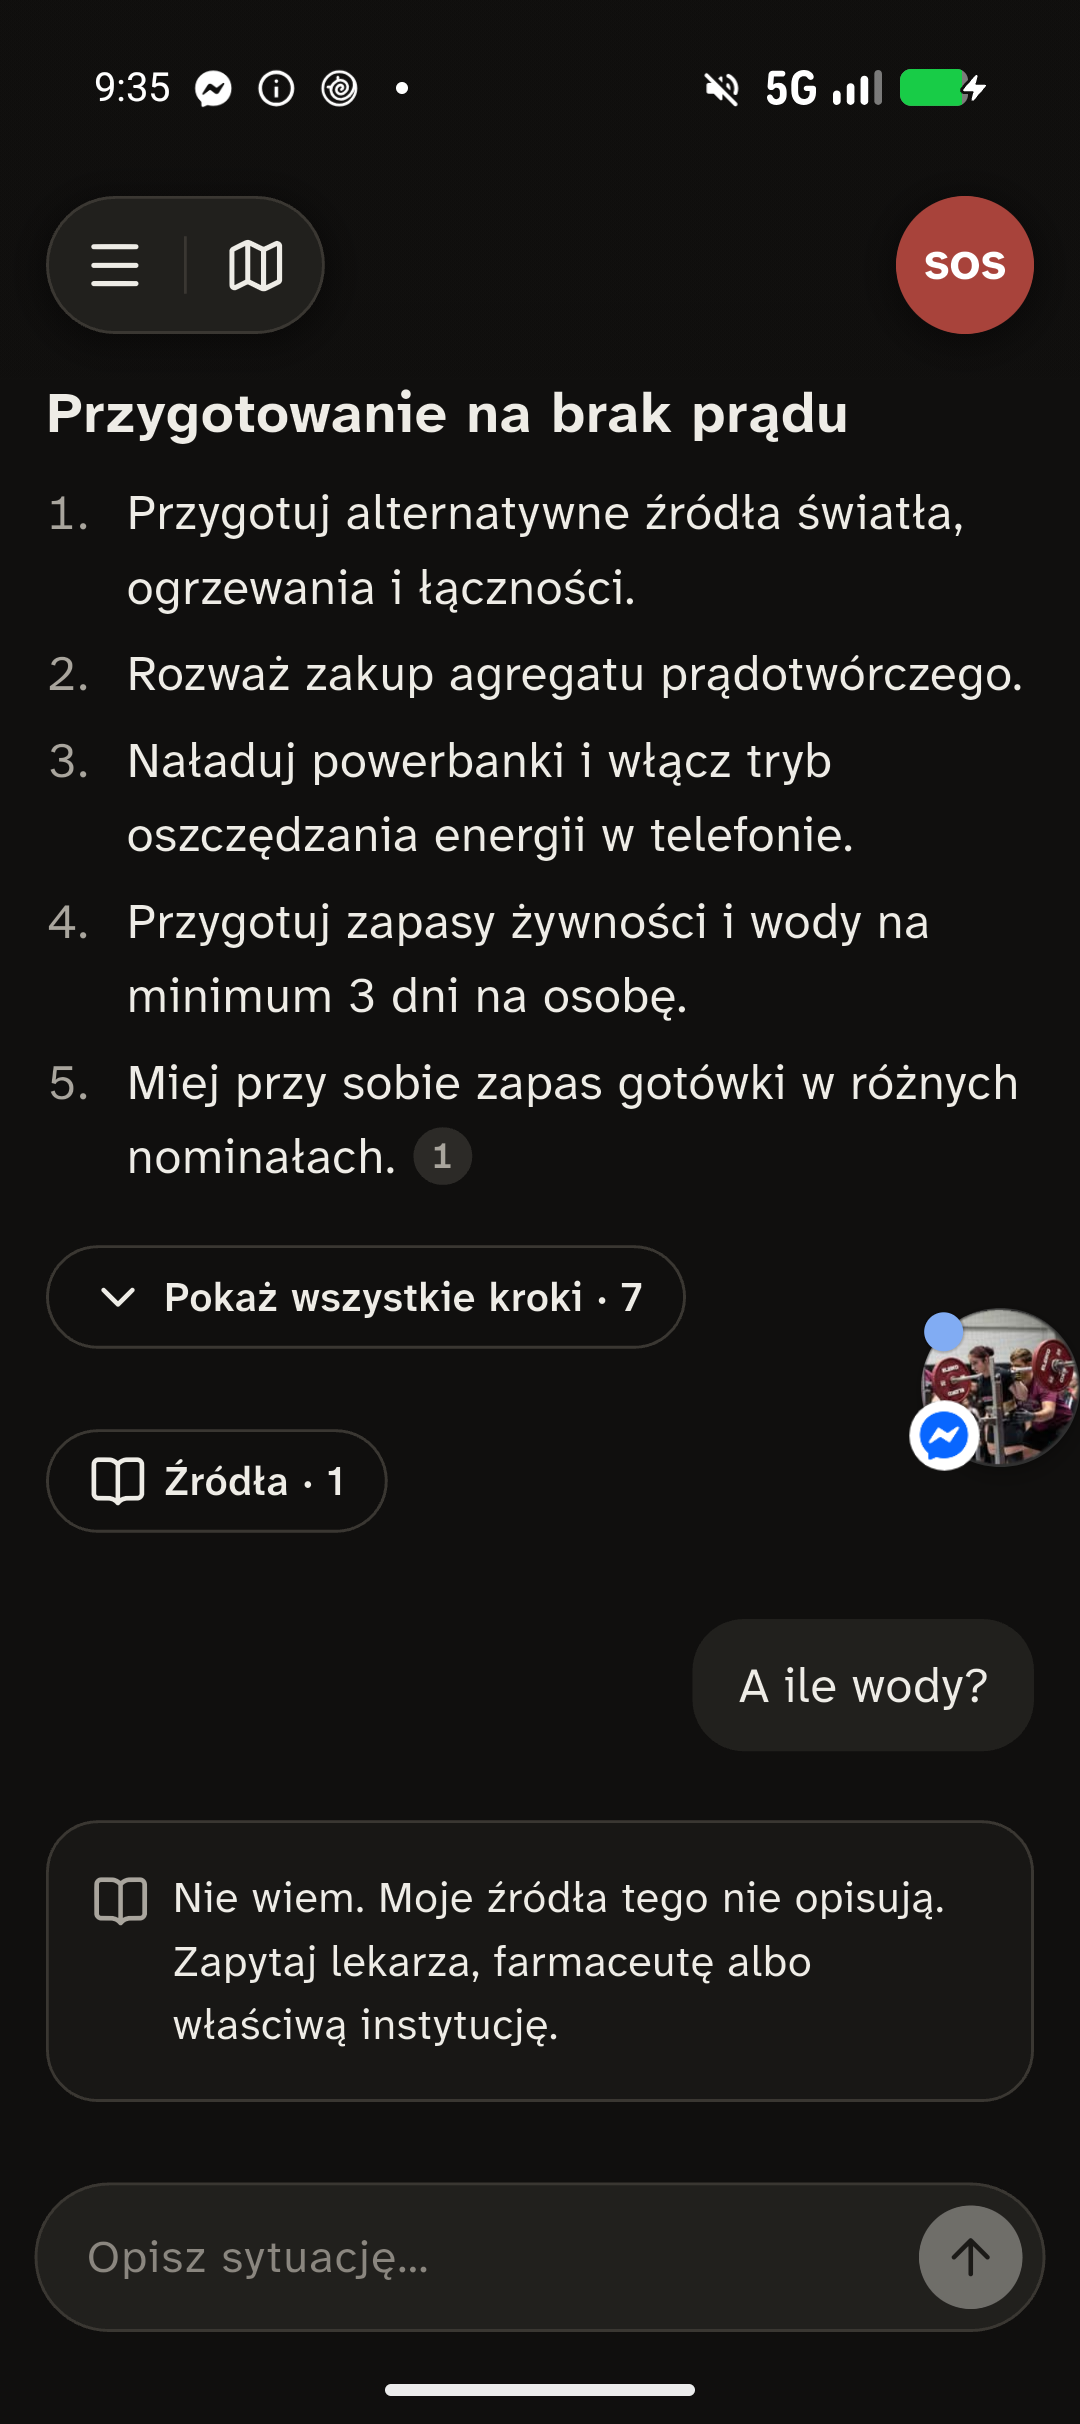 9:35
5G
SOS
Przygotowanie na brak prądu
1. Przygotuj alternatywne źródła światła,
ogrzewania i łączności.
2. Rozważ zakup agregatu prądotwórczego.
3. Naładuj powerbanki i włącz tryb
oszczędzania energii w telefonie.
4. Przygotuj zapasy żywności i wody na
minimum 3 dni na osobę.
5. Miej przy sobie zapas gotówki w różnych
nominałach. 1
Pokaż wszystkie kroki · 7
Źródła · 1
A ile wody?
Nie wiem. Moje źródła tego nie opisują.
Zapytaj lekarza, farmaceutę albo
właściwą instytucję.
Opisz sytuację...